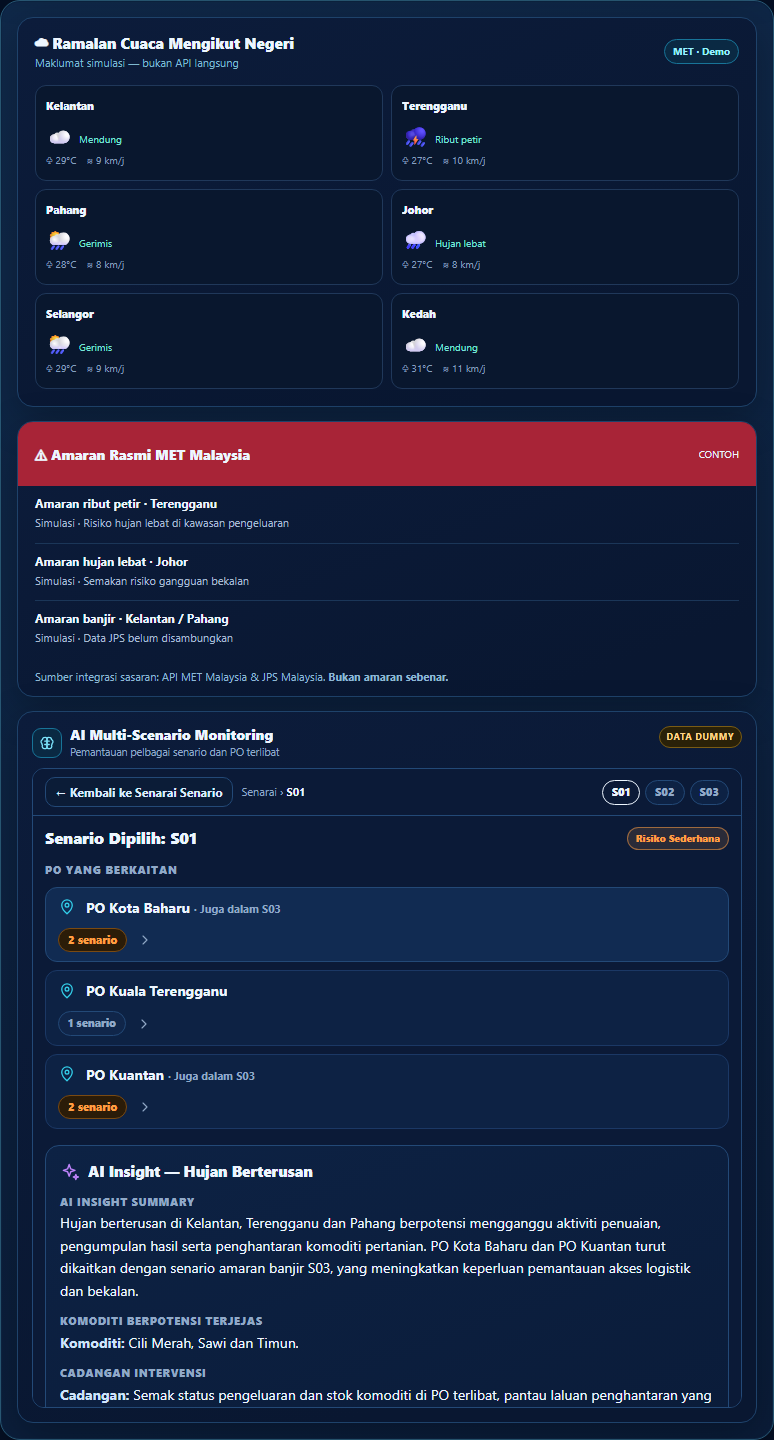 Ramalan Cuaca Mengikut Negeri
Maklumat simulasi — bukan API langsung
MET · Demo
Kelantan
Mendung
29°C ≈ 9 km/j
Terengganu
Ribut petir
27°C ≈ 10 km/j
Pahang
Gerimis
28°C ≈ 8 km/j
Johor
Hujan lebat
27°C ≈ 8 km/j
Selangor
Gerimis
29°C ≈ 9 km/j
Kedah
Mendung
31°C ≈ 11 km/j
⚠ Amaran Rasmi MET Malaysia
CONTOH
Amaran ribut petir · Terengganu
Simulasi · Risiko hujan lebat di kawasan pengeluaran
Amaran hujan lebat · Johor
Simulasi · Semakan risiko gangguan bekalan
Amaran banjir · Kelantan / Pahang
Simulasi · Data JPS belum disambungkan
Sumber integrasi sasaran: API MET Malaysia & JPS Malaysia. Bukan amaran sebenar.
AI Multi-Scenario Monitoring
Pemantauan pelbagai senario dan PO terlibat
DATA DUMMY
← Kembali ke Senarai Senario
Senarai › S01
S01 S02 S03
Senario Dipilih: S01
Risiko Sederhana
PO YANG BERKAITAN
PO Kota Baharu · Juga dalam S03
2 senario
PO Kuala Terengganu
1 senario
PO Kuantan · Juga dalam S03
2 senario
AI Insight — Hujan Berterusan
AI INSIGHT SUMMARY
Hujan berterusan di Kelantan, Terengganu dan Pahang berpotensi mengganggu aktiviti penuaian,
pengumpulan hasil serta penghantaran komoditi pertanian. PO Kota Baharu dan PO Kuantan turut
dikaitkan dengan senario amaran banjir S03, yang meningkatkan keperluan pemantauan akses logistik
dan bekalan.
KOMODITI BERPOTENSI TERJEJAS
Komoditi: Cili Merah, Sawi dan Timun.
CADANGAN INTERVENSI
Cadangan: Semak status pengeluaran dan stok komoditi di PO terlibat, pantau laluan penghantaran yang